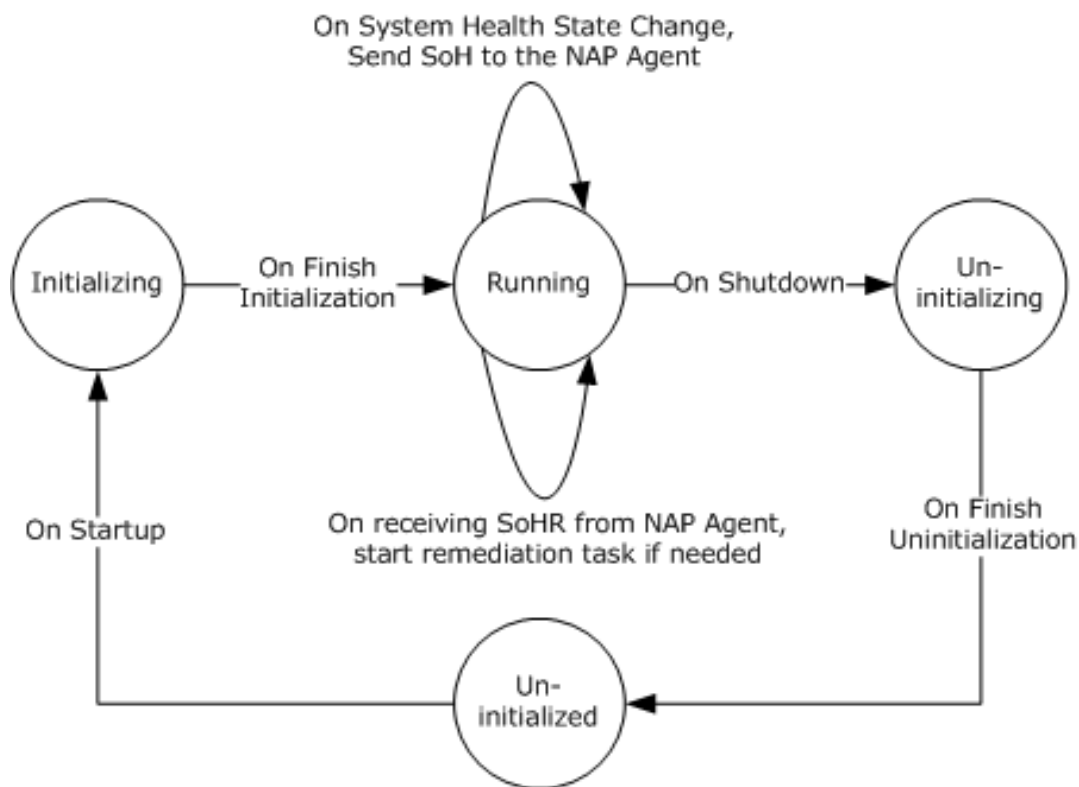 On System Health State Change,
Send SoH to the NAP Agent
Initializing
On Finish
Initialization
Running
On Shutdown
Un-
initializing
On Startup
On receiving SoHR from NAP Agent,
start remediation task if needed
On Finish
Uninitialization
Un-
initialized